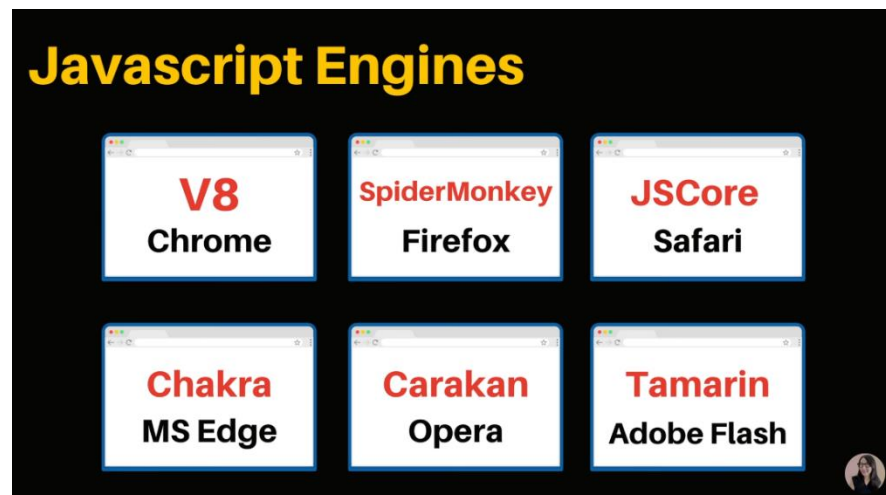 Javascript Engines
V8
Chrome
SpiderMonkey
Firefox
JSCore
Safari
Chakra
MS Edge
Carakan
Opera
Tamarin
Adobe Flash